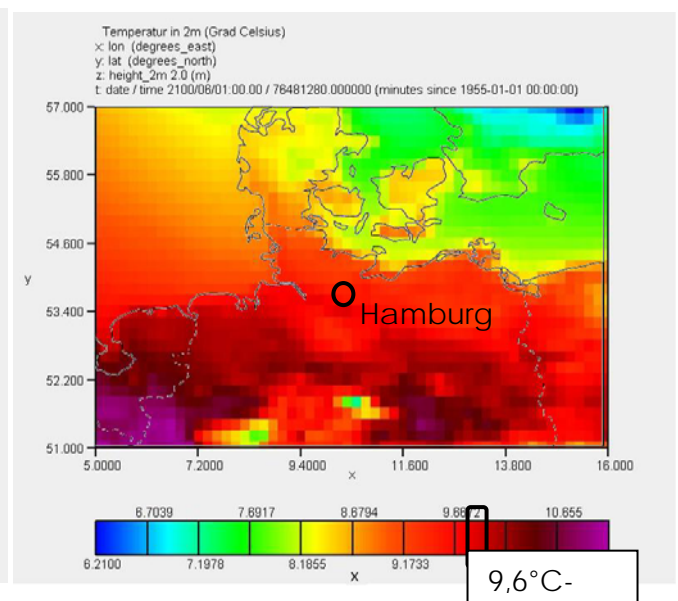 Temperatur in 2m (Grad Celsius)
x: lon (degrees_east)
y: lat (degrees_north)
z: height_2m 2.0 (m)
t: date / time 2100/06/01:00.00 / 76481280.000000 (minutes since 1955-01-01 00:00:00)
57.000
55.800
54.600
y
53.400
Hamburg
52.200
51.000
5.0000 7.2000 9.4000 11.600 13.800 16.000
x
6.7039 7.6917 8.6794 9.6672 10.655
6.2100 7.1978 8.1855 9.1733
x
9,6°C-